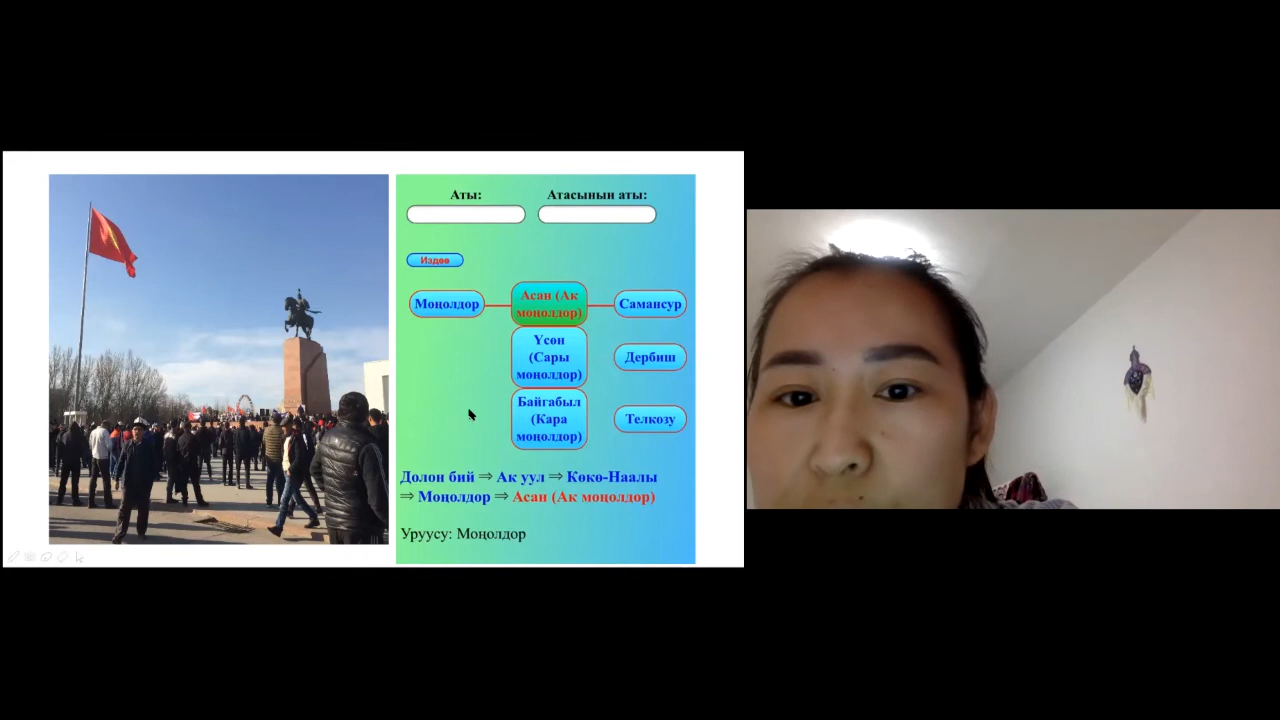 Аты:
Атасынын аты:
Издөө
Моңолдор
Асан (Ак
моңолдор)
Самансур
Үсөн
(Сары
моңолдор)
Дербиш
Байгабыл
(Кара
моңолдор)
Телкозу
Долон бий ⇒ Ак уул ⇒ Көкө-Наалы
⇒ Моңолдор ⇒ Асан (Ак моңолдор)
Уруусу: Моңолдор